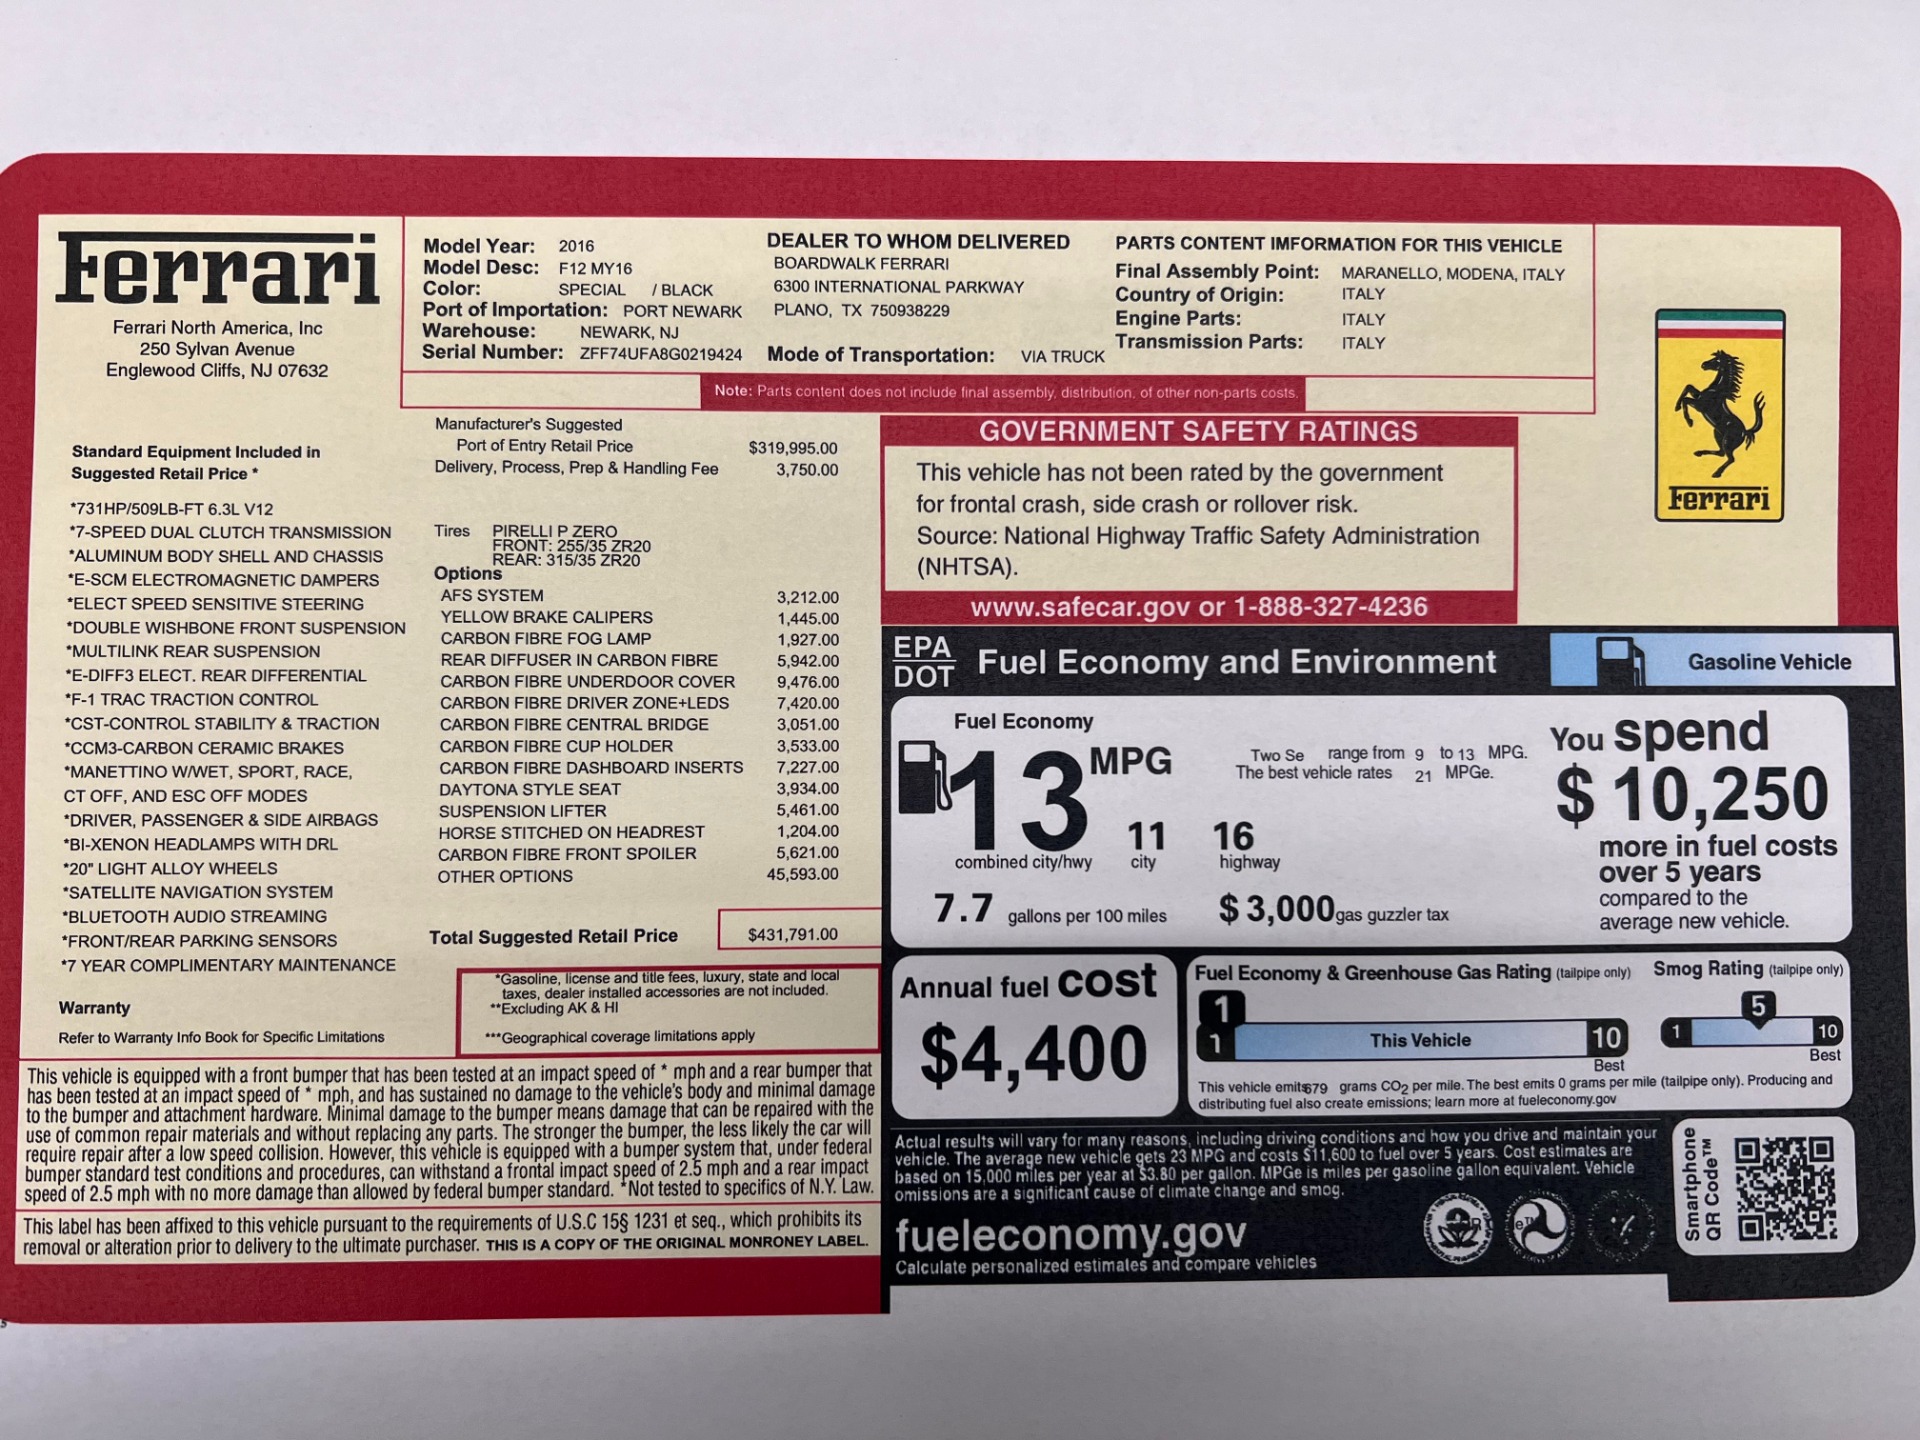 Ferrari
Ferrari North America, Inc
250 Sylvan Avenue
Englewood Cliffs, NJ 07632
Model Year: 2016
Model Desc: F12 MY16
Color: SPECIAL / BLACK
Port of Importation: PORT NEWARK
Warehouse: NEWARK, NJ
Serial Number: ZFF74UFA8G0219424
DEALER TO WHOM DELIVERED
BOARDWALK FERRARI
6300 INTERNATIONAL PARKWAY
PLANO, TX 750938229
Mode of Transportation: VIA TRUCK
PARTS CONTENT IMFORMATION FOR THIS VEHICLE
Final Assembly Point: MARANELLO, MODENA, ITALY
Country of Origin: ITALY
Engine Parts: ITALY
Transmission Parts: ITALY
Note: Parts content does not include final assembly, distribution, of other non-parts costs.
Ferrari
Standard Equipment Included in
Suggested Retail Price *
*731HP/509LB-FT 6.3L V12
*7-SPEED DUAL CLUTCH TRANSMISSION
*ALUMINUM BODY SHELL AND CHASSIS
*E-SCM ELECTROMAGNETIC DAMPERS
*ELECT SPEED SENSITIVE STEERING
*DOUBLE WISHBONE FRONT SUSPENSION
*MULTILINK REAR SUSPENSION
*E-DIFF3 ELECT. REAR DIFFERENTIAL
*F-1 TRAC TRACTION CONTROL
*CST-CONTROL STABILITY & TRACTION
*CCM3-CARBON CERAMIC BRAKES
*MANETTINO W/WET, SPORT, RACE,
CT OFF, AND ESC OFF MODES
*DRIVER, PASSENGER & SIDE AIRBAGS
*BI-XENON HEADLAMPS WITH DRL
*20" LIGHT ALLOY WHEELS
*SATELLITE NAVIGATION SYSTEM
*BLUETOOTH AUDIO STREAMING
*FRONT/REAR PARKING SENSORS
*7 YEAR COMPLIMENTARY MAINTENANCE
Warranty
Refer to Warranty Info Book for Specific Limitations
Manufacturer's Suggested
Port of Entry Retail Price $319,995.00
Delivery, Process, Prep & Handling Fee 3,750.00
Tires PIRELLI P ZERO
FRONT: 255/35 ZR20
REAR: 315/35 ZR20
Options
AFS SYSTEM 3,212.00
YELLOW BRAKE CALIPERS 1,445.00
CARBON FIBRE FOG LAMP 1,927.00
REAR DIFFUSER IN CARBON FIBRE 5,942.00
CARBON FIBRE UNDERDOOR COVER 9,476.00
CARBON FIBRE DRIVER ZONE+LEDS 7,420.00
CARBON FIBRE CENTRAL BRIDGE 3,051.00
CARBON FIBRE CUP HOLDER 3,533.00
CARBON FIBRE DASHBOARD INSERTS 7,227.00
DAYTONA STYLE SEAT 3,934.00
SUSPENSION LIFTER 5,461.00
HORSE STITCHED ON HEADREST 1,204.00
CARBON FIBRE FRONT SPOILER 5,621.00
OTHER OPTIONS 45,593.00
Total Suggested Retail Price $431,791.00
*Gasoline, license and title fees, luxury, state and local
taxes, dealer installed accessories are not included.
**Excluding AK & HI
***Geographical coverage limitations apply
This vehicle is equipped with a front bumper that has been tested at an impact speed of * mph and a rear bumper that
has been tested at an impact speed of * mph, and has sustained no damage to the vehicle's body and minimal damage
to the bumper and attachment hardware. Minimal damage to the bumper means damage that can be repaired with the
use of common repair materials and without replacing any parts. The stronger the bumper, the less likely the car will
require repair after a low speed collision. However, this vehicle is equipped with a bumper system that, under federal
bumper standard test conditions and procedures, can withstand a frontal impact speed of 2.5 mph and a rear impact
speed of 2.5 mph with no more damage than allowed by federal bumper standard. *Not tested to specifics of N.Y. Law.
This label has been affixed to this vehicle pursuant to the requirements of U.S.C 15§ 1231 et seq., which prohibits its
removal or alteration prior to delivery to the ultimate purchaser. THIS IS A COPY OF THE ORIGINAL MONRONEY LABEL.
GOVERNMENT SAFETY RATINGS
This vehicle has not been rated by the government
for frontal crash, side crash or rollover risk.
Source: National Highway Traffic Safety Administration
(NHTSA).
www.safecar.gov or 1-888-327-4236
EPA
DOT
Fuel Economy and Environment
Gasoline Vehicle
Fuel Economy
13 MPG
combined city/hwy
11
city
16
highway
Two Se range from 9 to 13 MPG.
The best vehicle rates 21 MPGe.
7.7 gallons per 100 miles
$ 3,000 gas guzzler tax
You spend
$ 10,250
more in fuel costs
over 5 years
compared to the
average new vehicle.
Annual fuel cost
$4,400
Fuel Economy & Greenhouse Gas Rating (tailpipe only)
1
1 This Vehicle 10
Best
Smog Rating (tailpipe only)
5
1 10
Best
This vehicle emits 679 grams CO2 per mile. The best emits 0 grams per mile (tailpipe only). Producing and
distributing fuel also create emissions; learn more at fueleconomy.gov
Actual results will vary for many reasons, including driving conditions and how you drive and maintain your
vehicle. The average new vehicle gets 23 MPG and costs $11,600 to fuel over 5 years. Cost estimates are
based on 15,000 miles per year at $3.80 per gallon. MPGe is miles per gasoline gallon equivalent. Vehicle
omissions are a significant cause of climate change and smog.
fueleconomy.gov
Calculate personalized estimates and compare vehicles
Smartphone
QR Code™